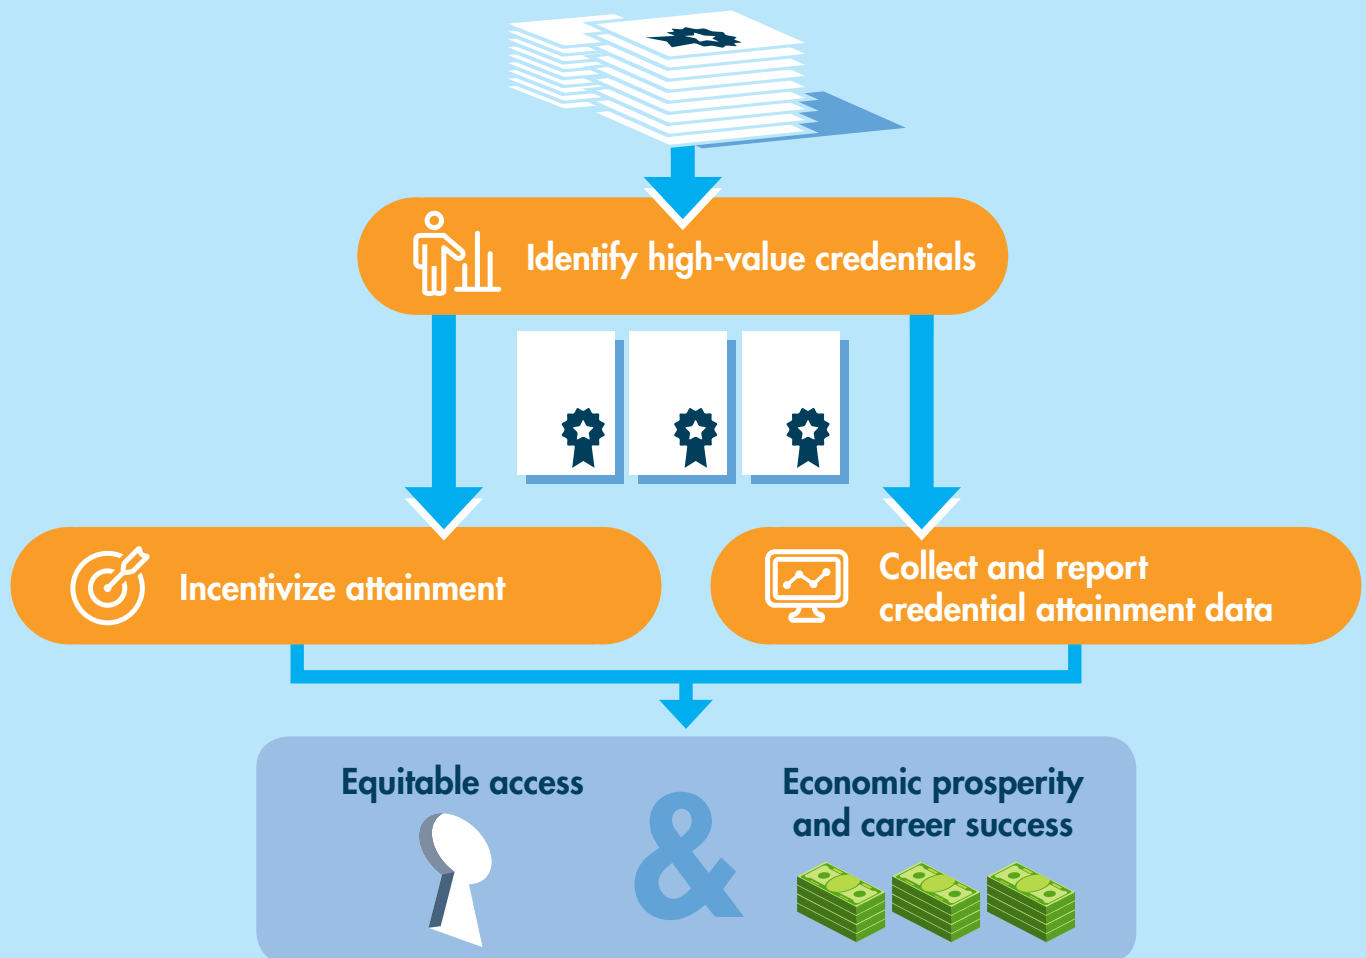 Identify high-value credentials
Incentivize attainment
Collect and report
credential attainment data
Equitable access
&
Economic prosperity
and career success